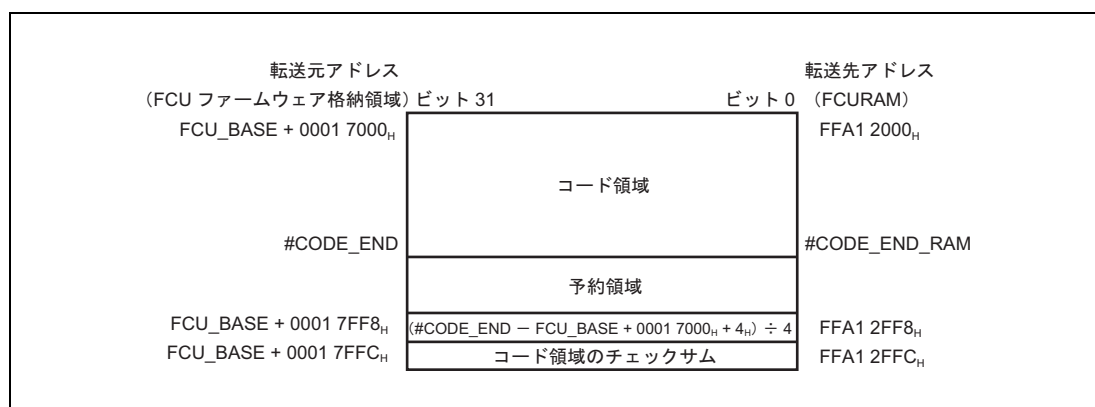 転送元アドレス
転送先アドレス
(FCU ファームウェア格納領域) ビット 31
ビット 0
(FCURAM)
FCU_BASE + 0001 7000H
FFA1 2000H
コード領域
#CODE_END
#CODE_END_RAM
予約領域
FCU_BASE + 0001 7FF8H
(#CODE_END － FCU_BASE + 0001 7000H + 4H) ÷ 4
FFA1 2FF8H
FCU_BASE + 0001 7FFCH
コード領域のチェックサム
FFA1 2FFCH